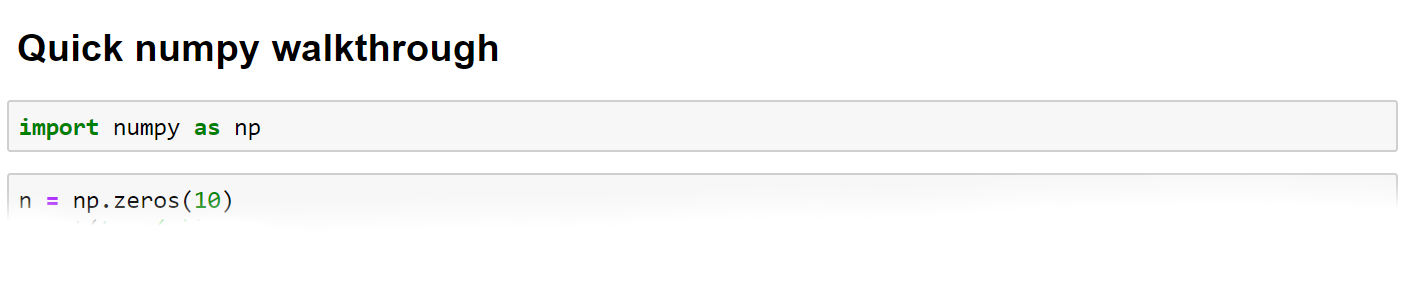 Quick numpy walkthrough
import numpy as np
n = np.zeros(10)